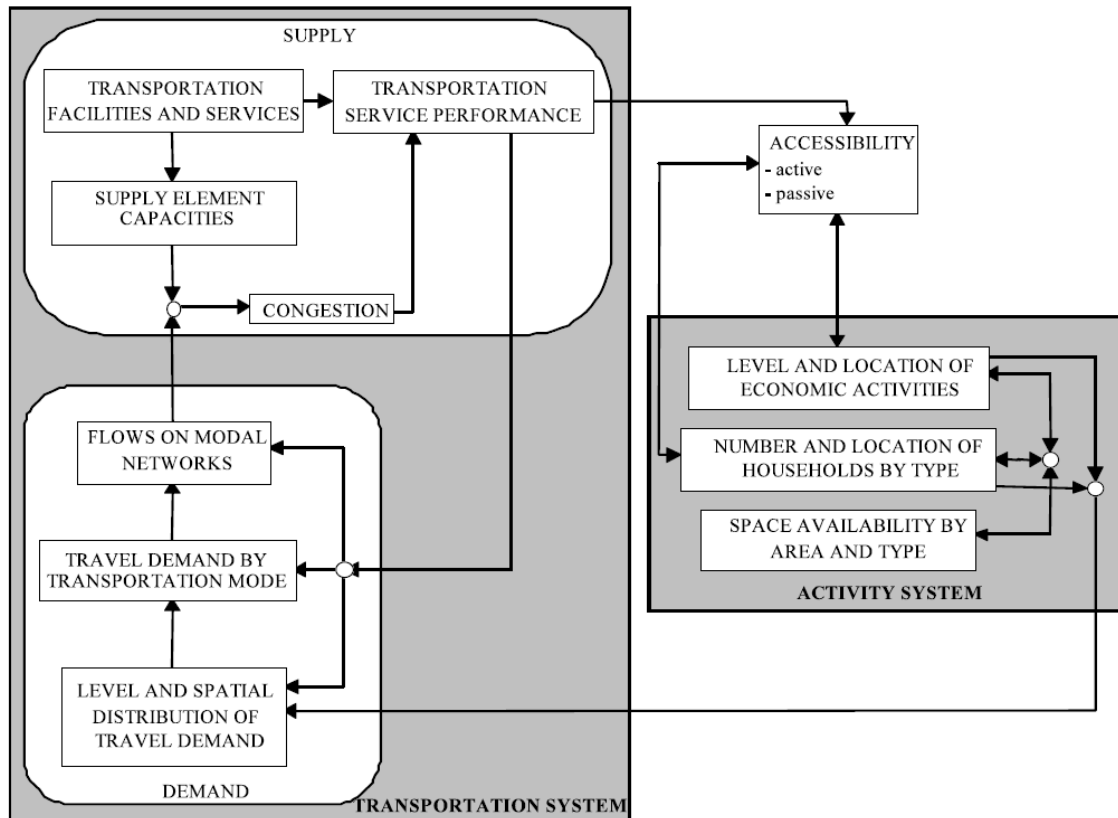 SUPPLY
TRANSPORTATION
FACILITIES AND SERVICES
TRANSPORTATION
SERVICE PERFORMANCE
SUPPLY ELEMENT
CAPACITIES
CONGESTION
ACCESSIBILITY
- active
- passive
LEVEL AND LOCATION OF
ECONOMIC ACTIVITIES
NUMBER AND LOCATION OF
HOUSEHOLDS BY TYPE
SPACE AVAILABILITY BY
AREA AND TYPE
ACTIVITY SYSTEM
FLOWS ON MODAL
NETWORKS
TRAVEL DEMAND BY
TRANSPORTATION MODE
LEVEL AND SPATIAL
DISTRIBUTION OF
TRAVEL DEMAND
DEMAND
TRANSPORTATION SYSTEM